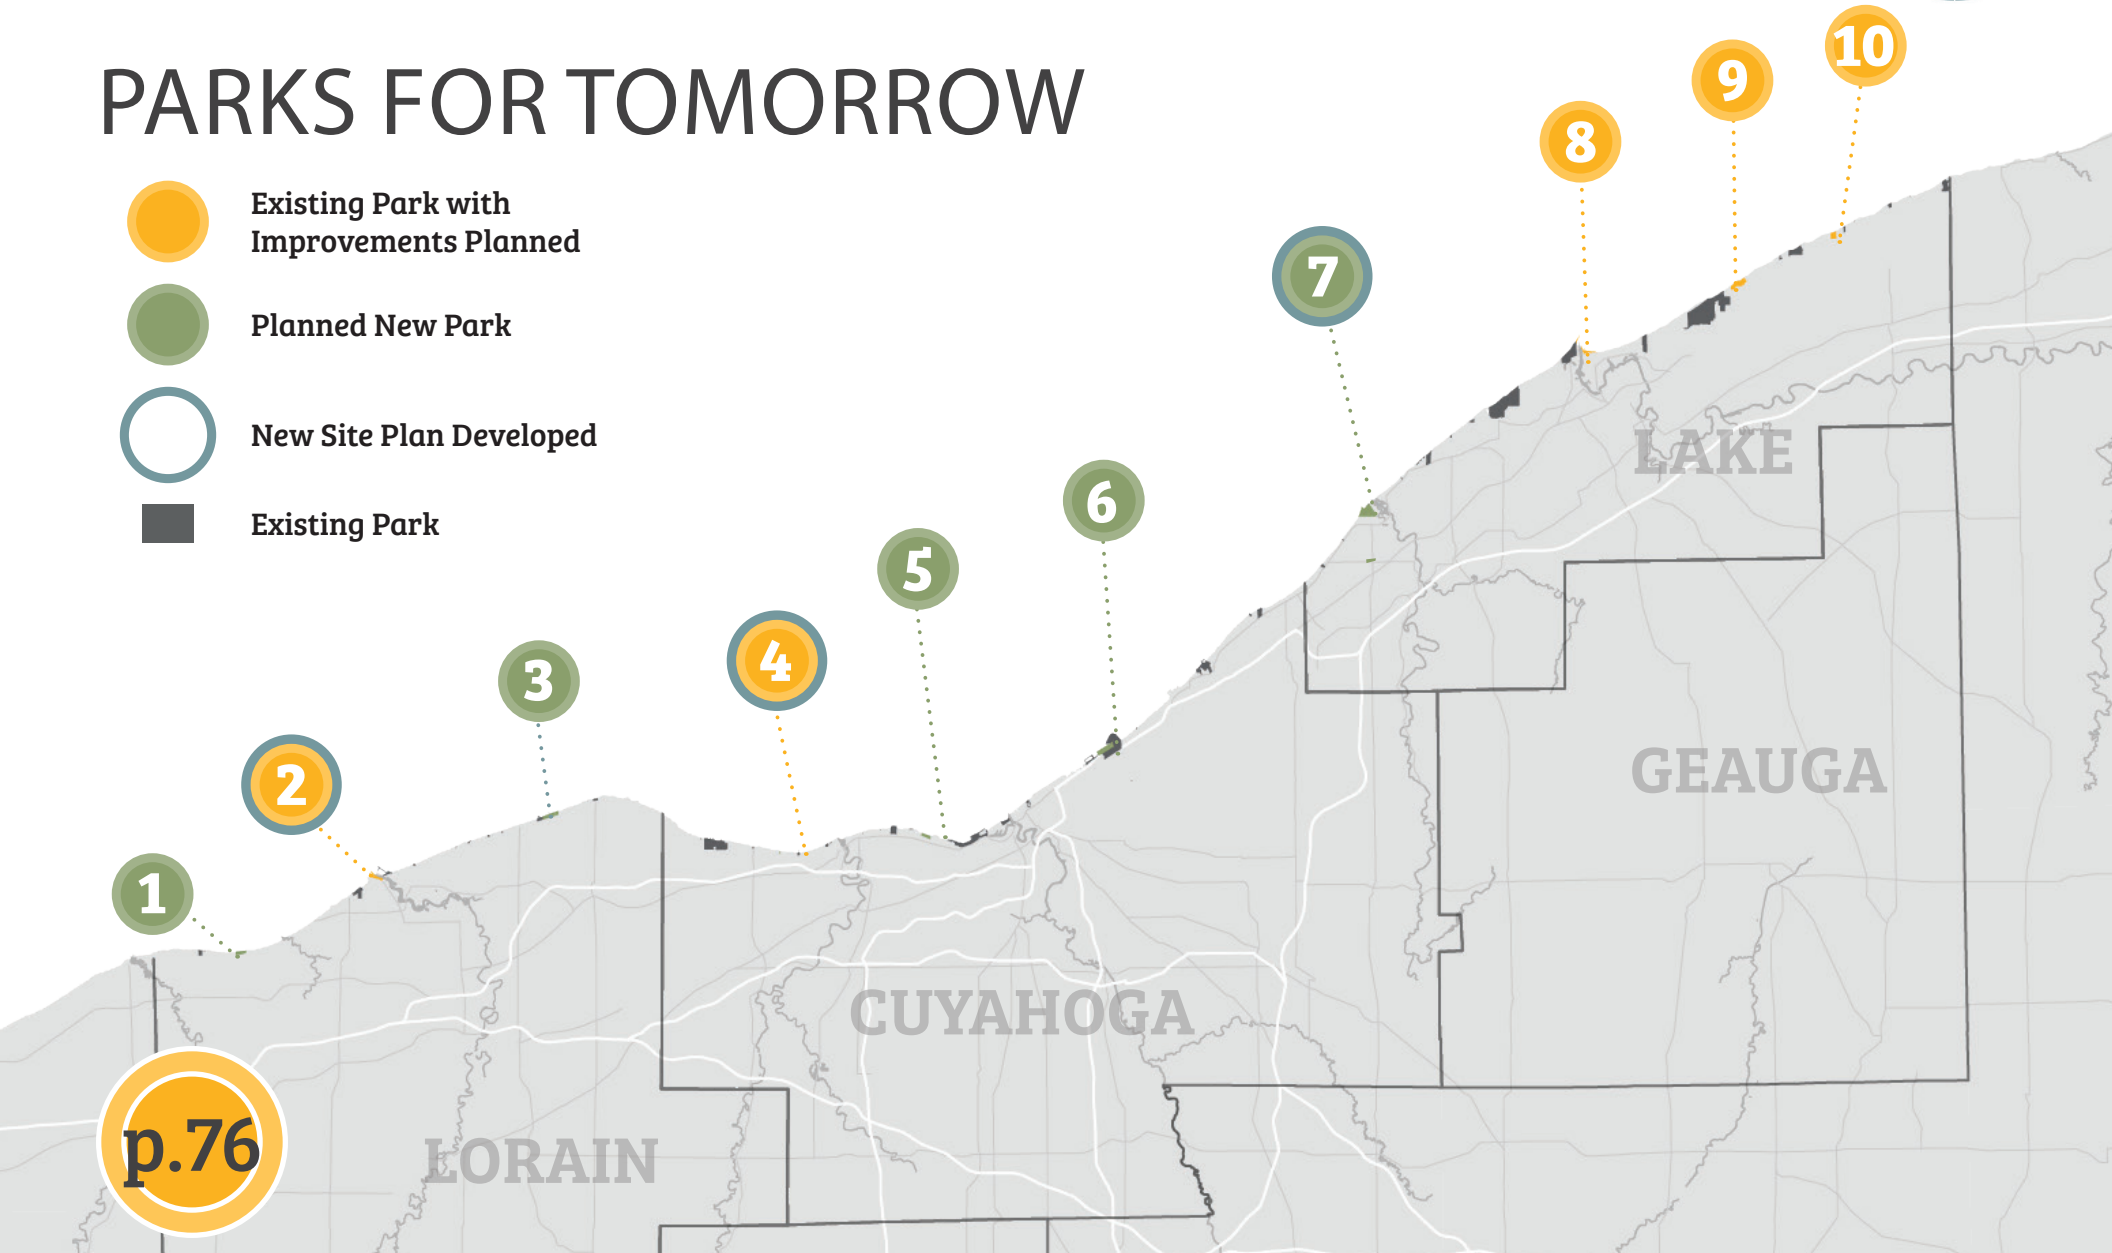 PARKS FOR TOMORROW
Existing Park with
Improvements Planned
Planned New Park
New Site Plan Developed
Existing Park
10
9
8
7
6
5
4
3
2
1
LAKE
GEAUGA
CUYAHOGA
LORAIN
p.76